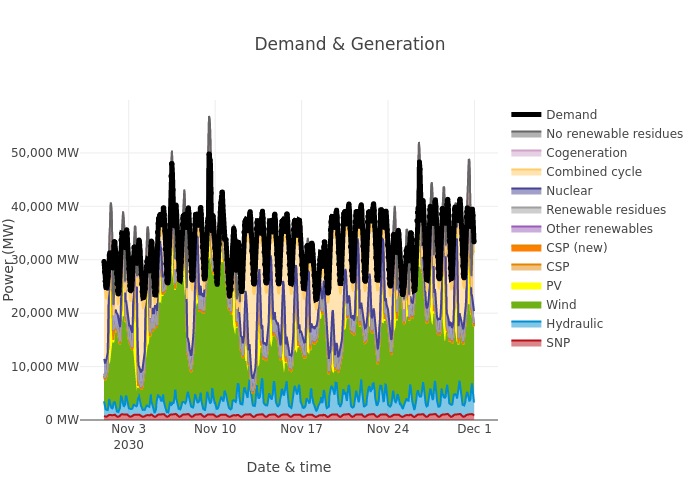 Demand & Generation
Power (MW)
50,000 MW
40,000 MW
30,000 MW
20,000 MW
10,000 MW
0 MW
Nov 3
2030
Nov 10
Nov 17
Nov 24
Dec 1
Date & time
Demand
No renewable residues
Cogeneration
Combined cycle
Nuclear
Renewable residues
Other renewables
CSP (new)
CSP
PV
Wind
Hydraulic
SNP